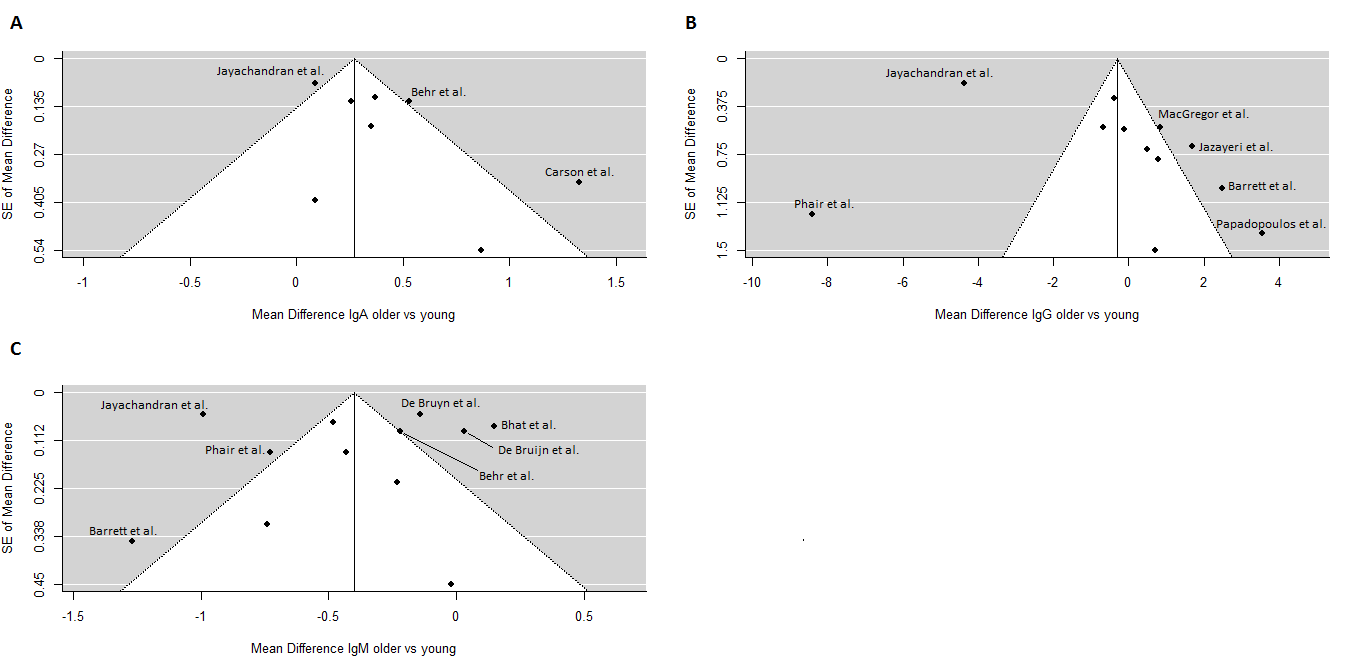 A
SE of Mean Difference
0
0.135
0.27
0.405
0.54
Jayachandran et al.
Behr et al.
Carson et al.
-1
-0.5
0
0.5
1
1.5
Mean Difference IgA older vs young
B
SE of Mean Difference
0
0.375
0.75
1.125
1.5
Jayachandran et al.
MacGregor et al.
Jazayeri et al.
Barrett et al.
Phair et al.
Papadopoulos et al.
-10
-8
-6
-4
-2
0
2
4
Mean Difference IgG older vs young
C
SE of Mean Difference
0
0.112
0.225
0.338
0.45
Jayachandran et al.
De Bruyn et al.
Bhat et al.
Phair et al.
De Bruijn et al.
Behr et al.
Barrett et al.
-1.5
-1
-0.5
0
0.5
Mean Difference IgM older vs young